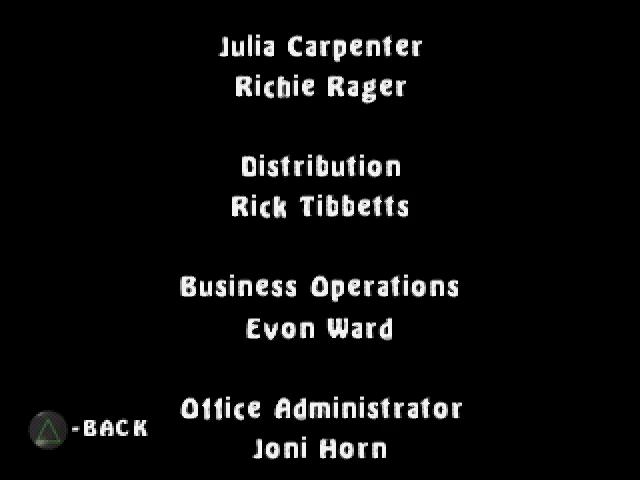 Julia Carpenter
Richie Rager
Distribution
Rick Tibbetts
Business Operations
Evon Ward
Office Administrator
-BACK
Joni Horn